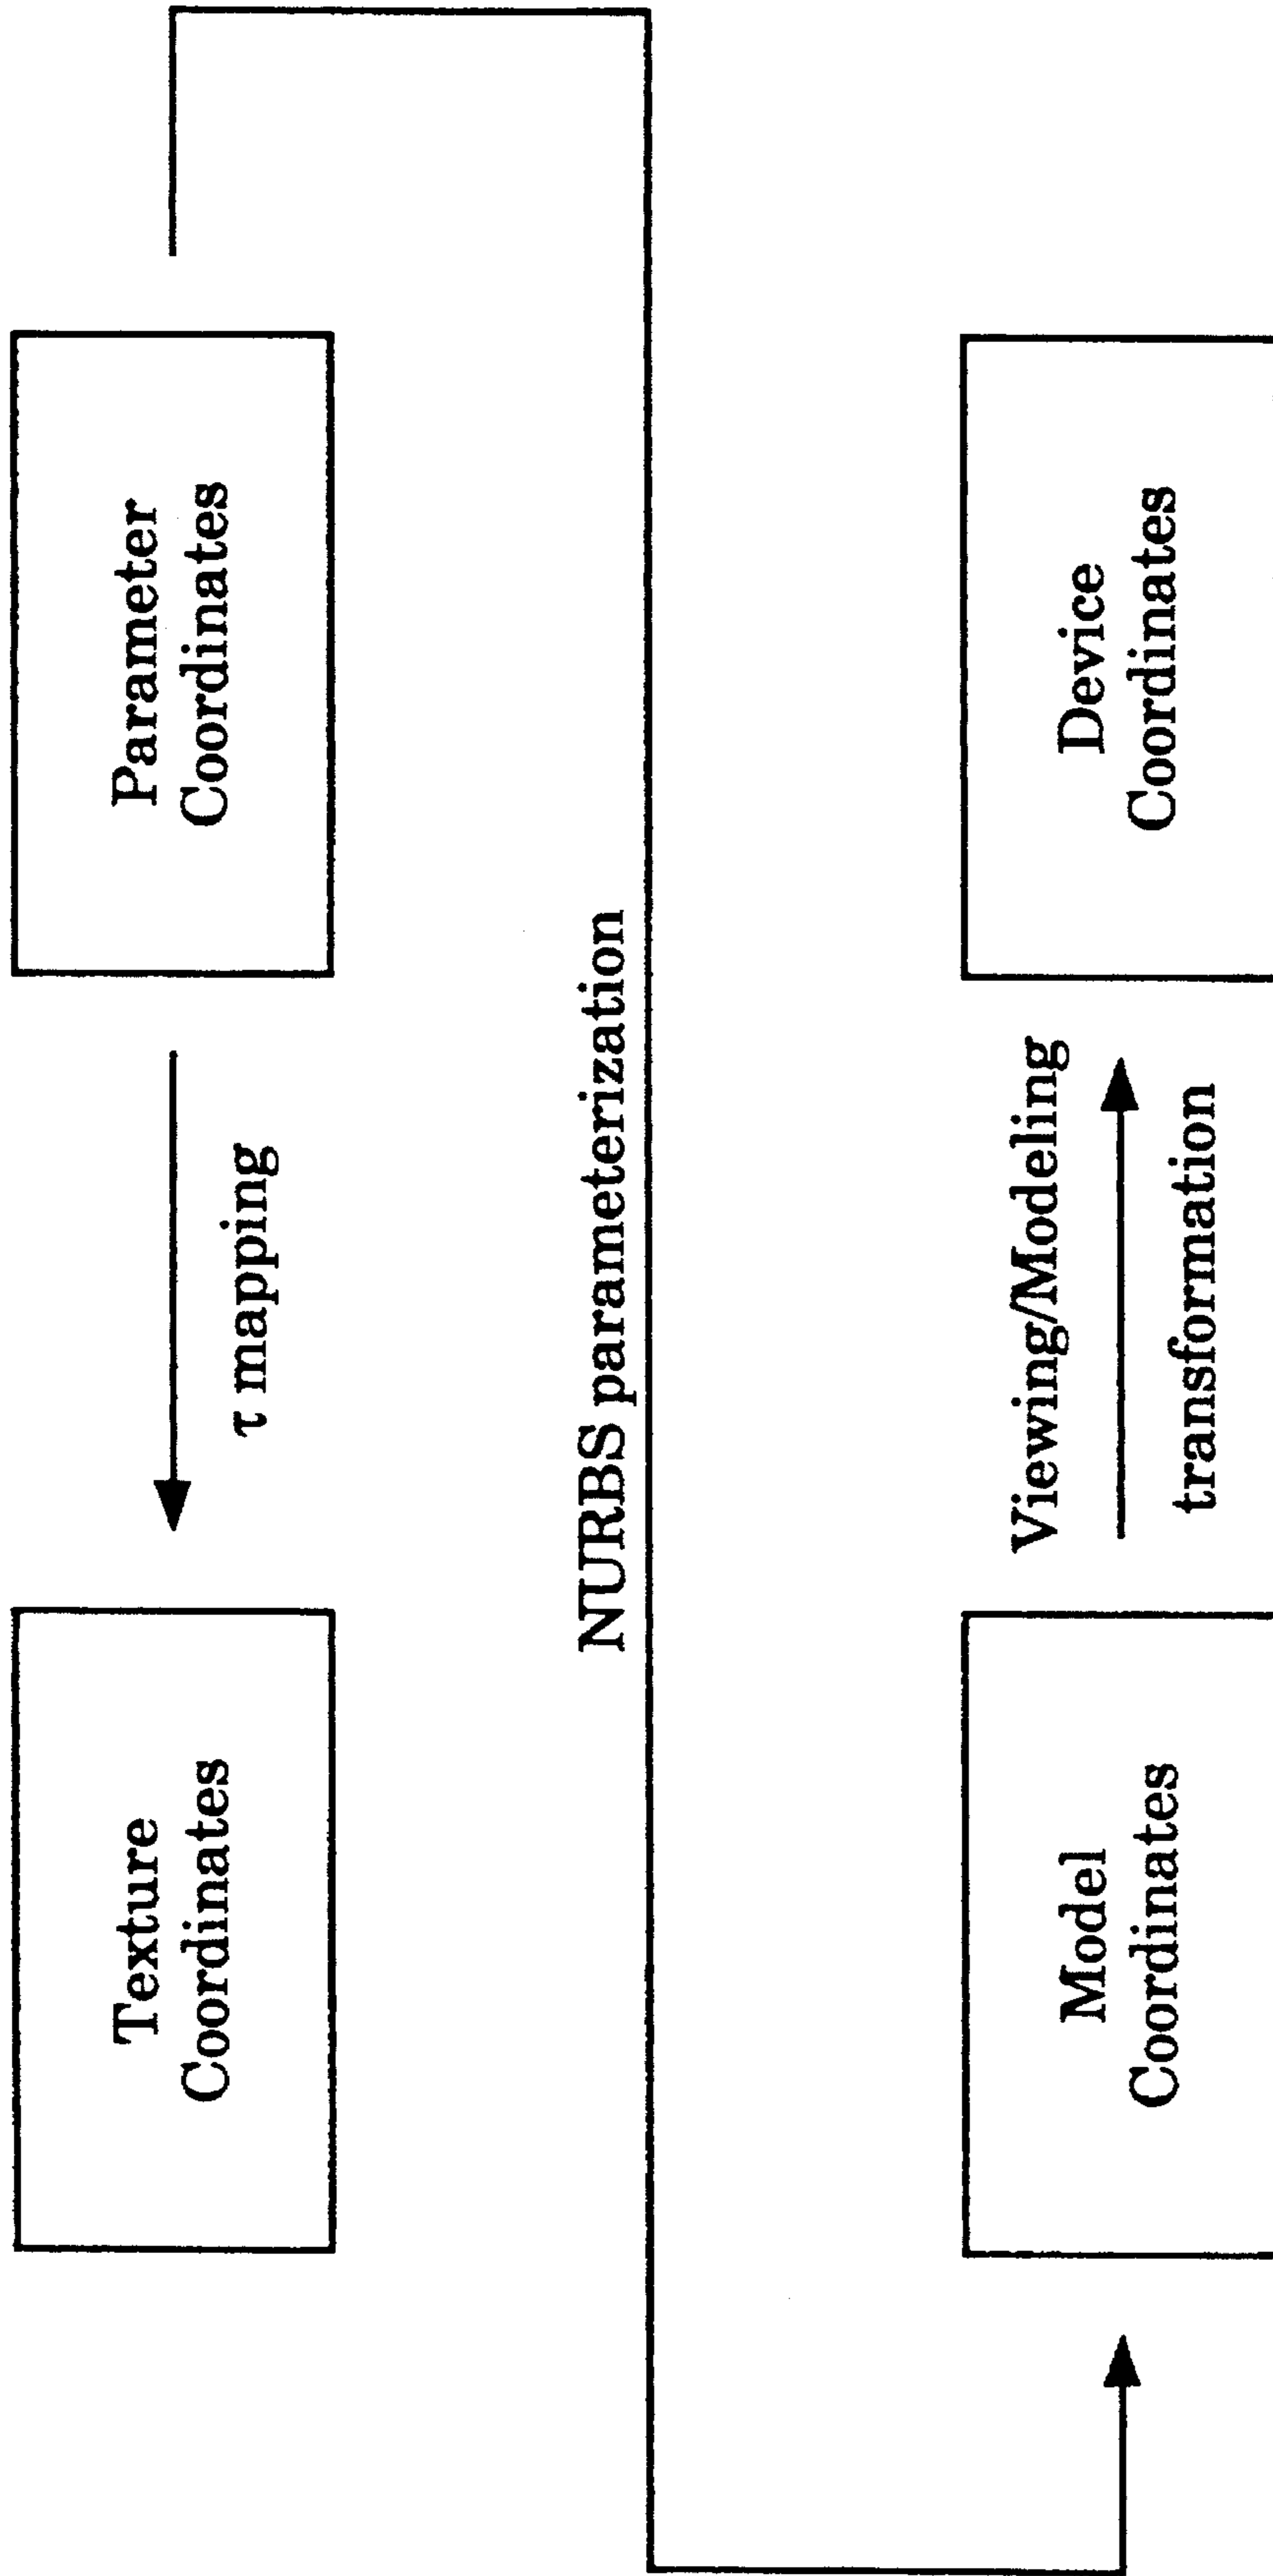 Texture
Coordinates
τ mapping
Parameter
Coordinates
NURBS parameterization
Model
Coordinates
Viewing/Modeling
transformation
Device
Coordinates